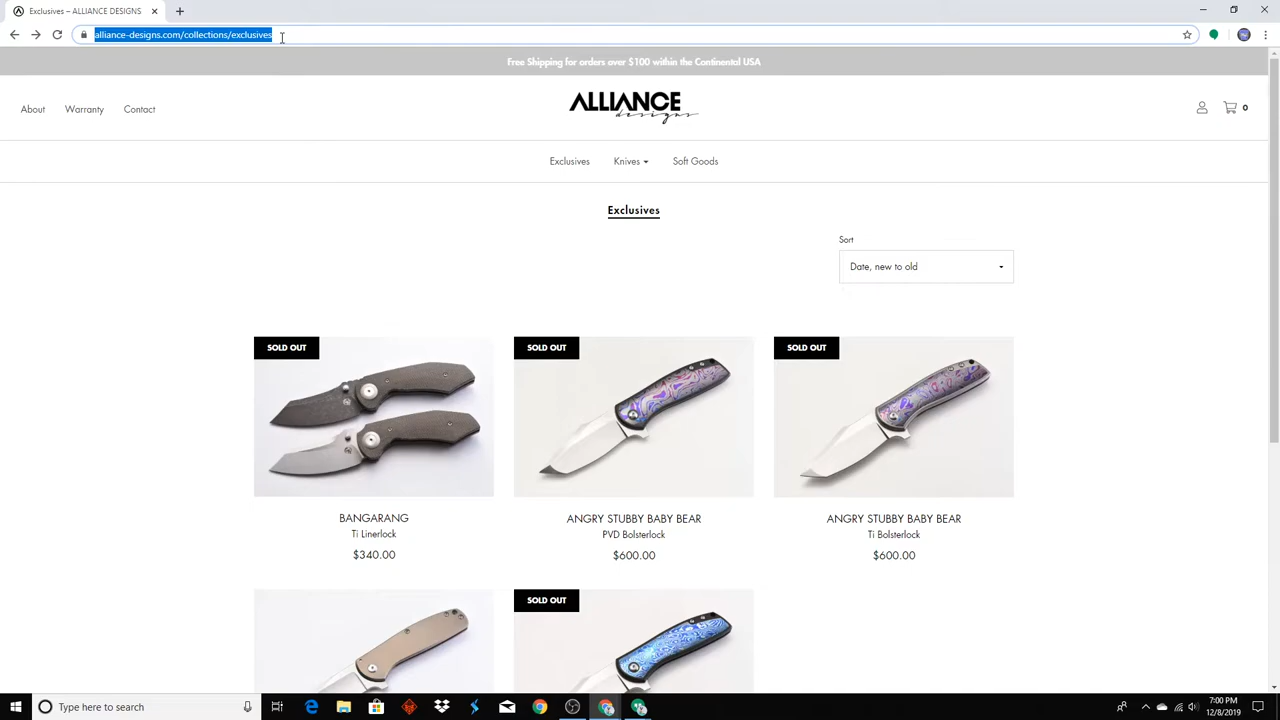 Exclusives – ALLIANCE DESIGNS
alliance-designs.com/collections/exclusives
Free Shipping for orders over $100 within the Continental USA
About
Warranty
Contact
ALLIANCE
designs
0
Exclusives
Knives
Soft Goods
Exclusives
Sort
Date, new to old
SOLD OUT
SOLD OUT
SOLD OUT
BANGARANG
Ti Linerlock
$340.00
ANGRY STUBBY BABY BEAR
PVD Bolsterlock
$600.00
ANGRY STUBBY BABY BEAR
Ti Bolsterlock
$600.00
SOLD OUT
Type here to search
7:00 PM
12/8/2019